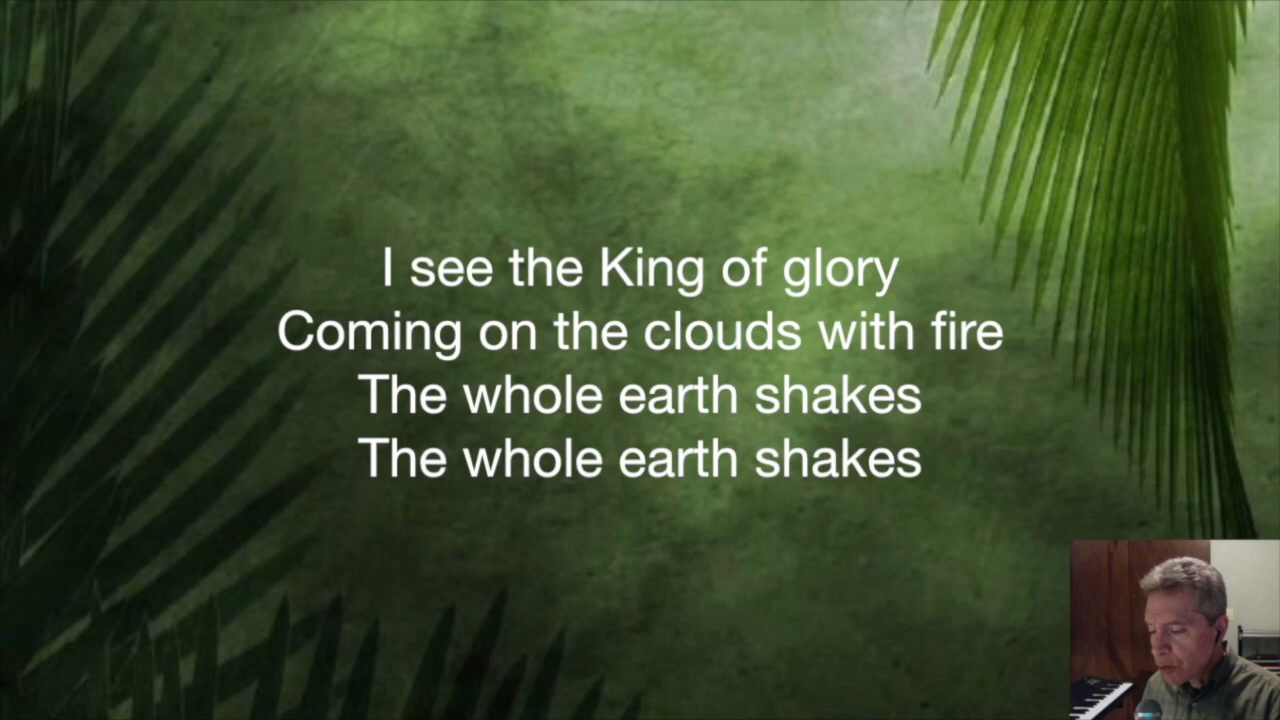 I see the King of glory
Coming on the clouds with fire
The whole earth shakes
The whole earth shakes